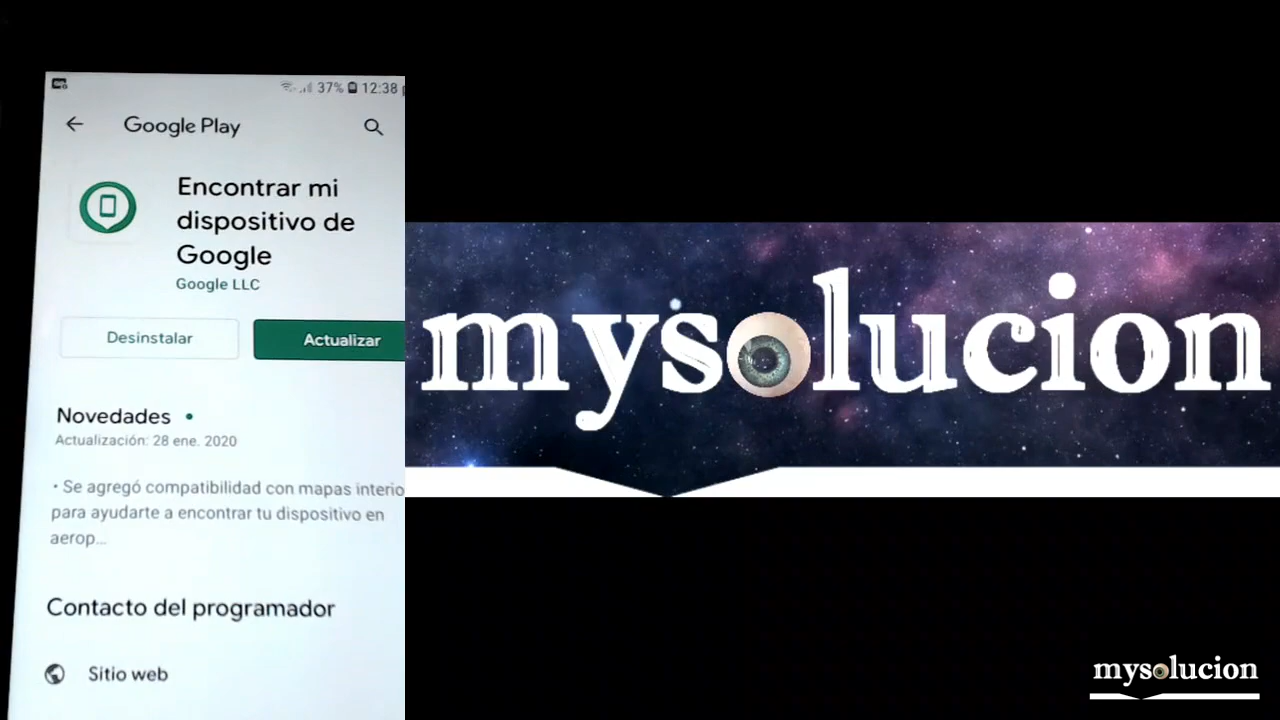 37% 12:38
Google Play
Encontrar mi
dispositivo de
Google
Google LLC
Desinstalar
Actualizar
Novedades •
Actualización: 28 ene. 2020
• Se agregó compatibilidad con mapas interio
para ayudarte a encontrar tu dispositivo en
aerop...
Contacto del programador
Sitio web
mysolucion
mysolucion